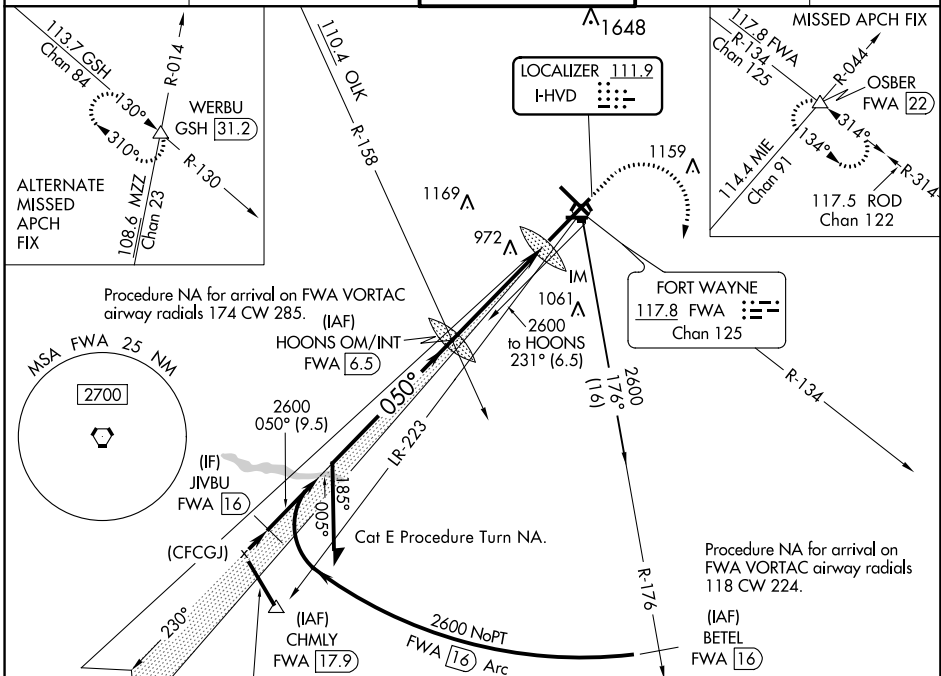 113.7 GSH
Chan 84
R-014
130°
310°
WERBU
GSH 31.2
R-130
108.6 MZZ
Chan 23
ALTERNATE
MISSED
APCH
FIX
110.4 OLK
R-158
1648
LOCALIZER 111.9
I-HVD
117.8 FWA
R-134
Chan 125
MISSED APCH FIX
R-044
OSBER
FWA 22
314°
134°
R-314
114.4 MIE
Chan 91
117.5 ROD
Chan 122
1159
1169
972
IM
1061
FORT WAYNE
117.8 FWA
Chan 125
Procedure NA for arrival on FWA VORTAC
airway radials 174 CW 285.
(IAF)
HOONS OM/INT
FWA 6.5
2600
to HOONS
231° (6.5)
2600
176°
(16)
R-134
MSA FWA 25 NM
2700
2600
050° (9.5)
050°
LR-223
(IF)
JIVBU
FWA 16
185°
005°
Cat E Procedure Turn NA.
(CFCGJ)
R-176
Procedure NA for arrival on
FWA VORTAC airway radials
118 CW 224.
230°
(IAF)
CHMLY
FWA 17.9
2600 NoPT
FWA 16 Arc
(IAF)
BETEL
FWA 16